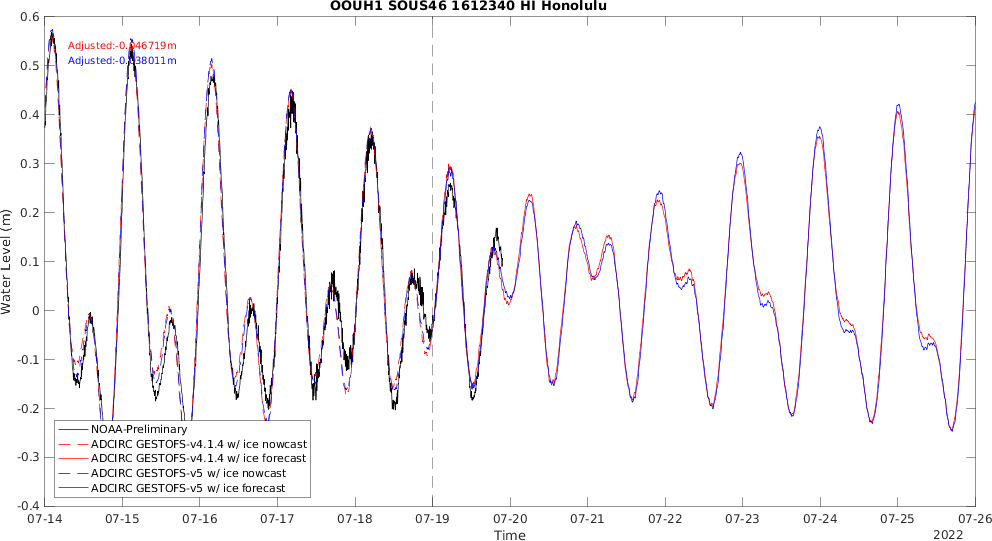 OOUH1 SOUS46 1612340 HI Honolulu
0.6
0.5
0.4
0.3
0.2
0.1
0
-0.1
-0.2
-0.3
-0.4
Water Level (m)
Adjusted:-0.046719m
Adjusted:-0.038011m
NOAA-Preliminary
ADCIRC GESTOFS-v4.1.4 w/ ice nowcast
ADCIRC GESTOFS-v4.1.4 w/ ice forecast
ADCIRC GESTOFS-v5 w/ ice nowcast
ADCIRC GESTOFS-v5 w/ ice forecast
07-14 07-15 07-16 07-17 07-18 07-19 07-20 07-21 07-22 07-23 07-24 07-25 07-26
Time
2022